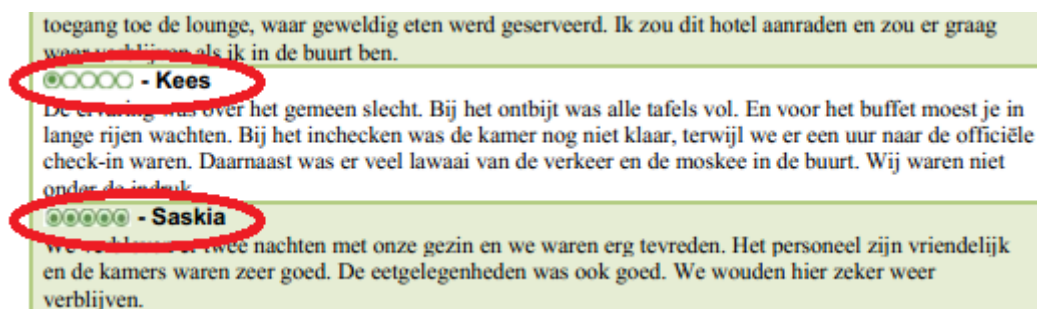 toegang toe de lounge, waar geweldig eten werd geserveerd. Ik zou dit hotel aanraden en zou er graag
weer verblijven als ik in de buurt ben.
- Kees
De ervaring was over het gemeen slecht. Bij het ontbijt was alle tafels vol. En voor het buffet moest je in
lange rijen wachten. Bij het inchecken was de kamer nog niet klaar, terwijl we er een uur naar de officiële
check-in waren. Daarnaast was er veel lawaai van de verkeer en de moskee in de buurt. Wij waren niet
onder de indruk.
- Saskia
We verbleven er twee nachten met onze gezin en we waren erg tevreden. Het personeel zijn vriendelijk
en de kamers waren zeer goed. De eetgelegenheden was ook goed. We wouden hier zeker weer
verblijven.